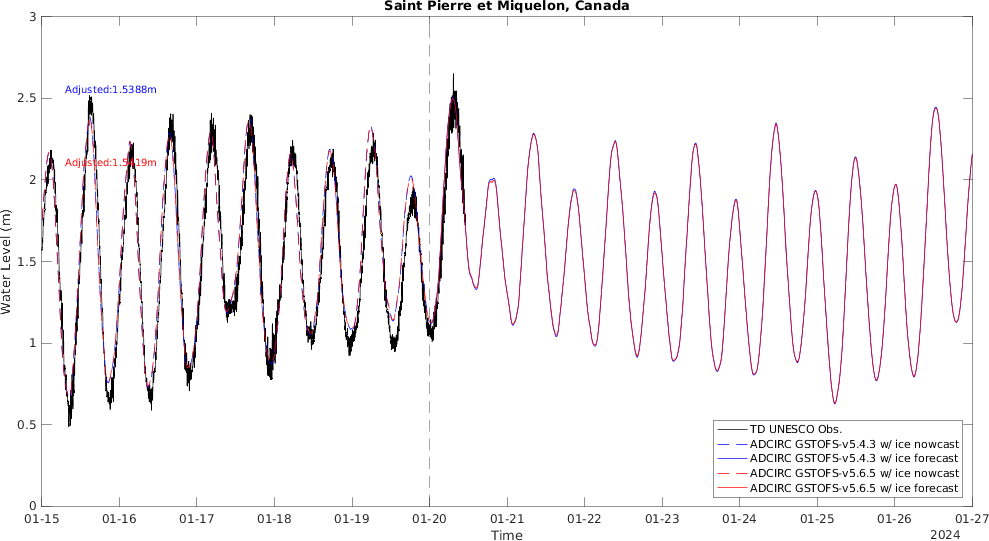 Saint Pierre et Miquelon, Canada
3
2.5
2
1.5
1
0.5
0
Water Level (m)
Adjusted:1.5388m
01-15
01-16
01-17
01-18
01-19
01-20
01-21
01-22
01-23
01-24
01-25
01-26
01-27
Time
2024
TD UNESCO Obs.
ADCIRC GSTOFS-v5.4.3 w/ ice nowcast
ADCIRC GSTOFS-v5.4.3 w/ ice forecast
ADCIRC GSTOFS-v5.6.5 w/ ice nowcast
ADCIRC GSTOFS-v5.6.5 w/ ice forecast